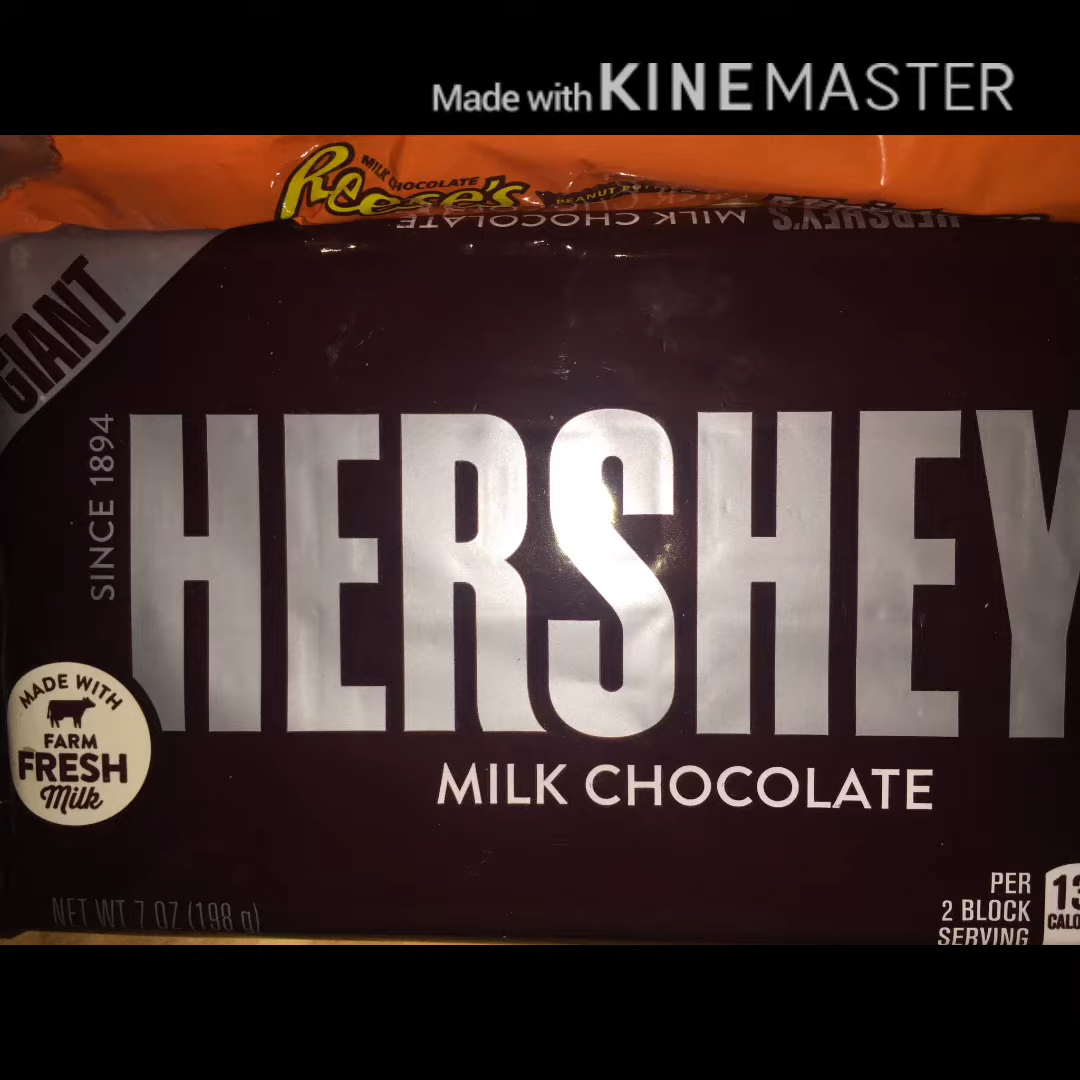 Made with KINEMASTER
Reese's
MILK CHOCOLATE
PEANUT
HERSHEY'S MILK CHOCOLATE
GIANT
SINCE 1894
HERSHEY
MILK CHOCOLATE
MADE WITH
FARM
FRESH
Milk
NET WT 7 OZ (198 g)
PER
2 BLOCK
SERVING